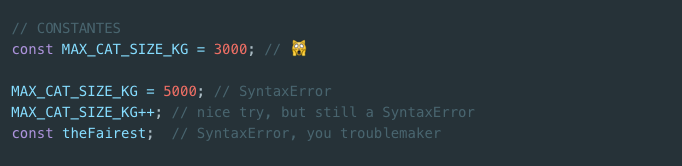 // CONSTANTES
const MAX_CAT_SIZE_KG = 3000; // 🙀
MAX_CAT_SIZE_KG = 5000; // SyntaxError
MAX_CAT_SIZE_KG++; // nice try, but still a SyntaxError
const theFairest;  // SyntaxError, you troublemaker